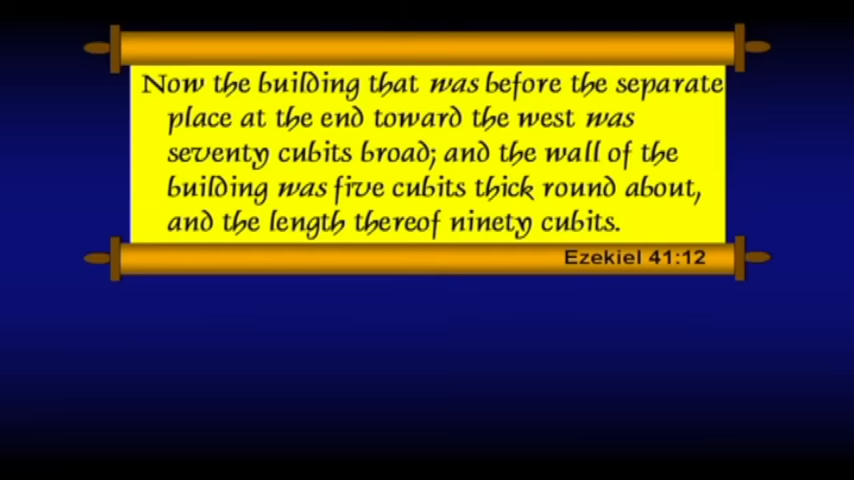 Now the building that was before the separate
place at the end toward the west was
seventy cubits broad; and the wall of the
building was five cubits thick round about,
and the length thereof ninety cubits.
Ezekiel 41:12